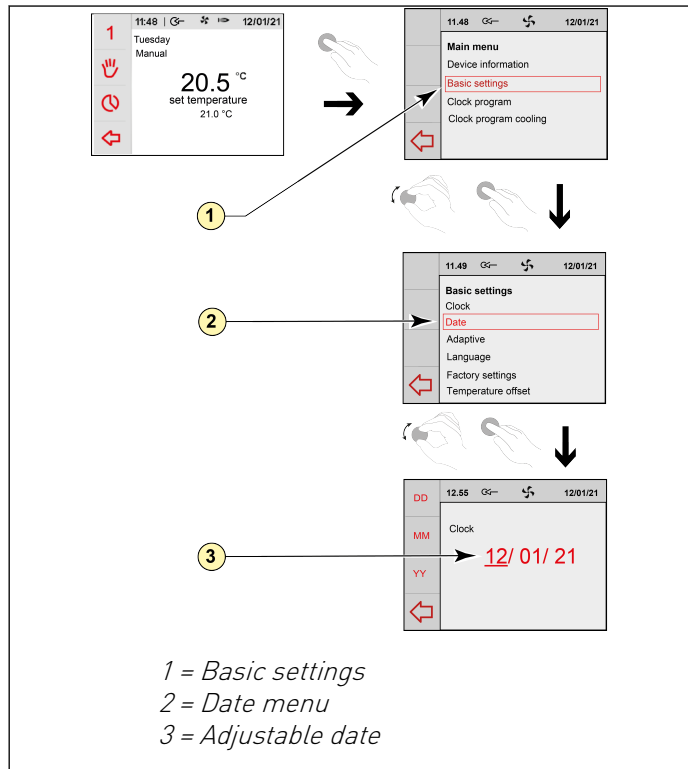 11:48 12/01/21
1
Tuesday
Manual
20.5 °C
set temperature
21.0 °C
11.48 12/01/21
Main menu
Device information
Basic settings
Clock program
Clock program cooling
1
11.49 12/01/21
Basic settings
Clock
Date
Adaptive
Language
Factory settings
Temperature offset
2
12.55 12/01/21
DD
MM
YY
Clock
12/ 01/ 21
3
1 = Basic settings
2 = Date menu
3 = Adjustable date